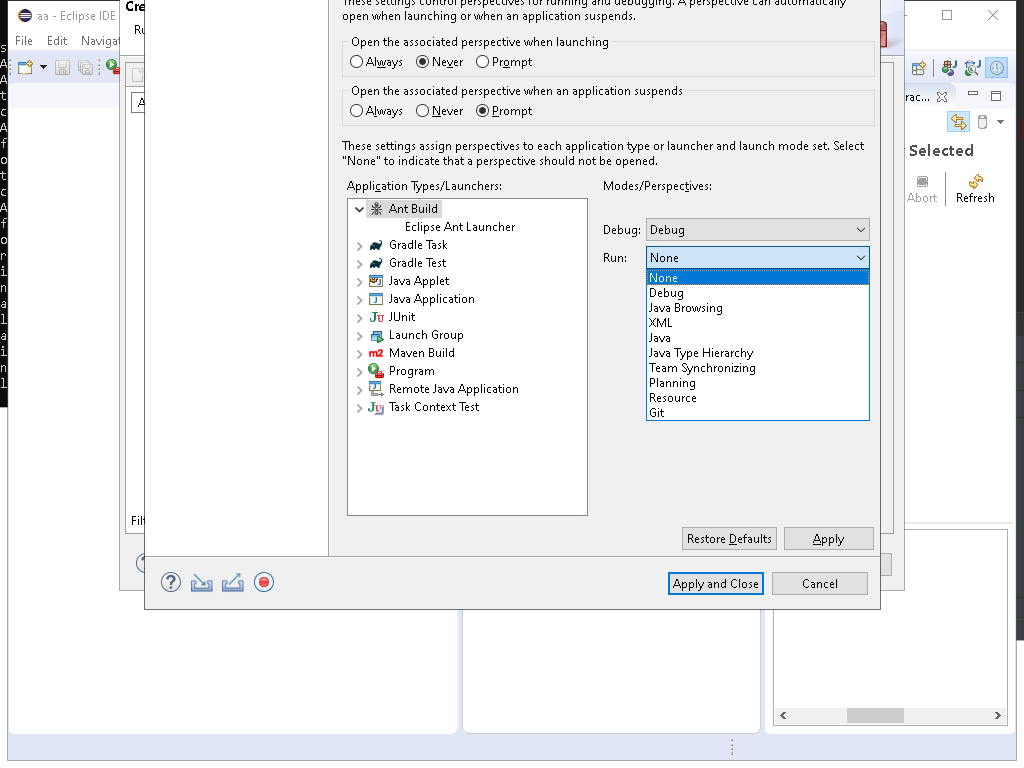 aa - Eclipse IDE
Cre
File Edit Navigat
Ru
These settings control perspectives for running and debugging. A perspective can automatically
open when launching or when an application suspends.
Open the associated perspective when launching
Always Never Prompt
Open the associated perspective when an application suspends
Always Never Prompt
These settings assign perspectives to each application type or launcher and launch mode set. Select
"None" to indicate that a perspective should not be opened.
Application Types/Launchers:
Modes/Perspectives:
Ant Build
Eclipse Ant Launcher
Gradle Task
Gradle Test
Java Applet
Java Application
JUnit
Launch Group
Maven Build
Program
Remote Java Application
Task Context Test
Debug: Debug
Run: None
None
Debug
Java Browsing
XML
Java
Java Type Hierarchy
Team Synchronizing
Planning
Resource
Git
Restore Defaults
Apply
Apply and Close
Cancel
Filt
rac...
Selected
Abort
Refresh